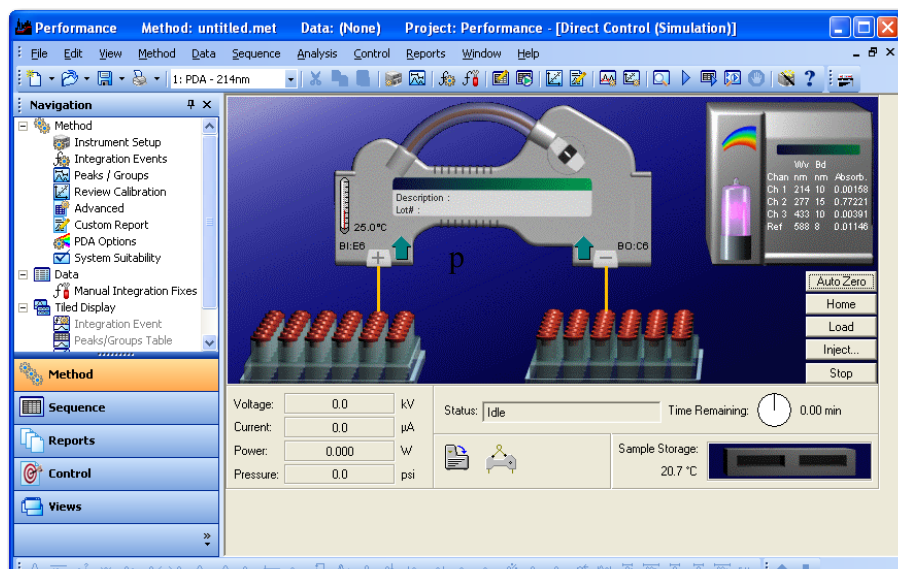 Performance Method: untitled.met Data: (None) Project: Performance - [Direct Control (Simulation)]
File Edit View Method Data Sequence Analysis Control Reports Window Help
1: PDA - 214nm
Navigation
Method
Instrument Setup
Integration Events
Peaks / Groups
Review Calibration
Advanced
Custom Report
PDA Options
System Suitability
Data
Manual Integration Fixes
Tiled Display
Integration Event
Peaks/Groups Table
Method
Sequence
Reports
Control
Views
Description :
Lot# :
25.0°C
BI:E6
BO:C6
p
Wv Bd
Chan nm nm Absorb.
Ch 1 214 10 0.00158
Ch 2 277 15 0.77221
Ch 3 433 10 0.00391
Ref 588 8 0.01146
Auto Zero
Home
Load
Inject...
Stop
Voltage: 0.0 kV
Current: 0.0 µA
Power: 0.000 W
Pressure: 0.0 psi
Status: Idle Time Remaining: 0.00 min
Sample Storage:
20.7 °C